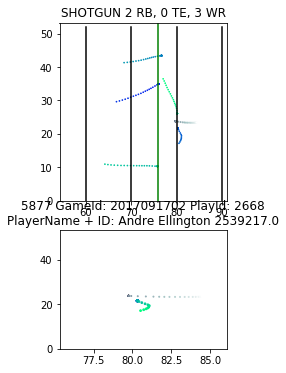 SHOTGUN 2 RB, 0 TE, 3 WR
50
40
30
20
10
0
60 70 80 90
5877 GameId: 2017091702 PlayId: 2668
PlayerName + ID: Andre Ellington 2539217.0
40
20
0
77.5 80.0 82.5 85.0